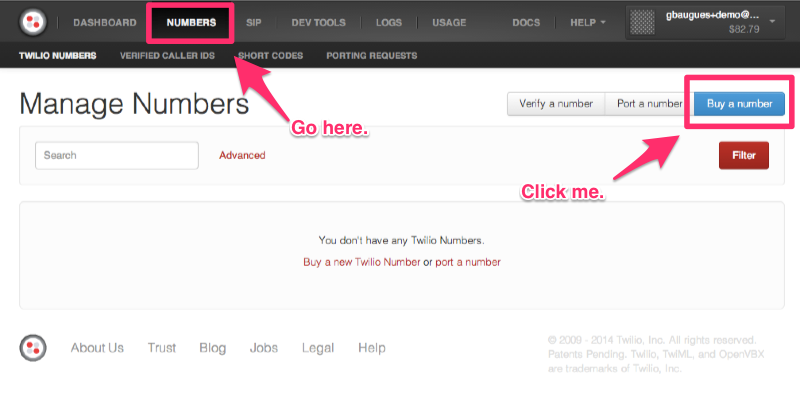 DASHBOARD NUMBERS SIP DEV TOOLS LOGS USAGE DOCS HELP gbaugues+demo@...
$82.79
TWILIO NUMBERS VERIFIED CALLER IDS SHORT CODES PORTING REQUESTS
Manage Numbers Verify a number Port a number Buy a number
Go here.
Search Advanced Filter
Click me.
You don't have any Twilio Numbers.
Buy a new Twilio Number or port a number
About Us Trust Blog Jobs Legal Help © 2009 - 2014 Twilio, Inc. All rights reserved.
Patents Pending. Twilio, TwiML, and OpenVBX
are trademarks of Twilio, Inc.